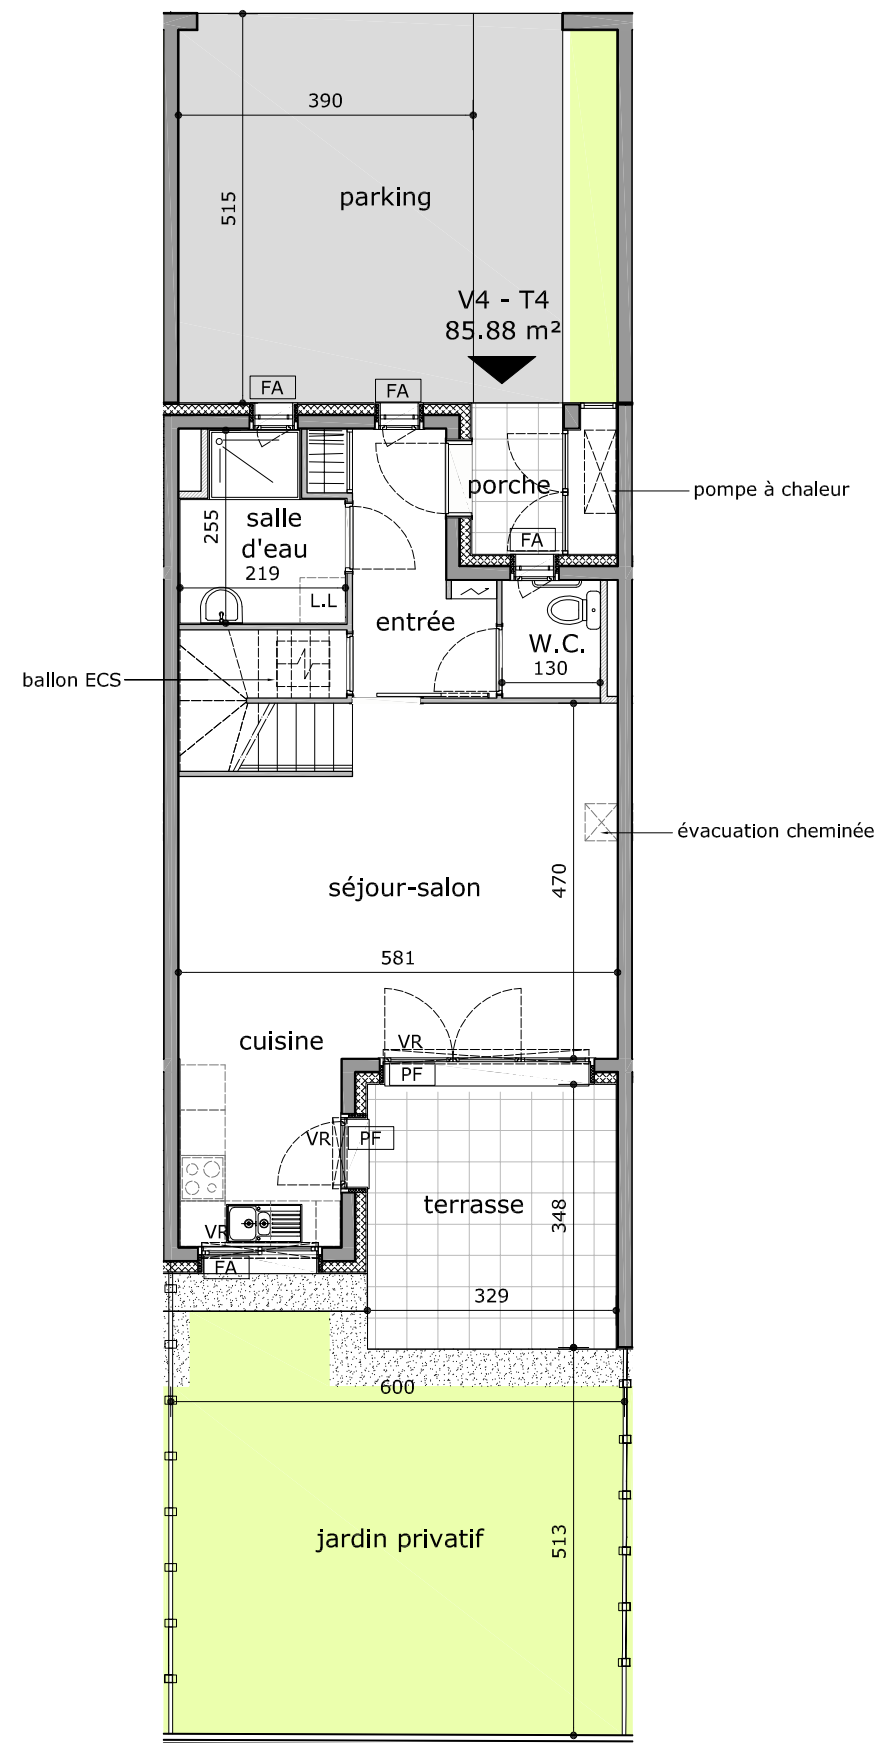 390
515
parking
V4 - T4
85.88 m²
FA
FA
porche
pompe à chaleur
salle
d'eau
255
219
L.L
FA
entrée
W.C.
130
ballon ECS
évacuation cheminée
séjour-salon
470
581
cuisine
VR
PF
VR
PF
terrasse
348
VR
FA
329
600
jardin privatif
513